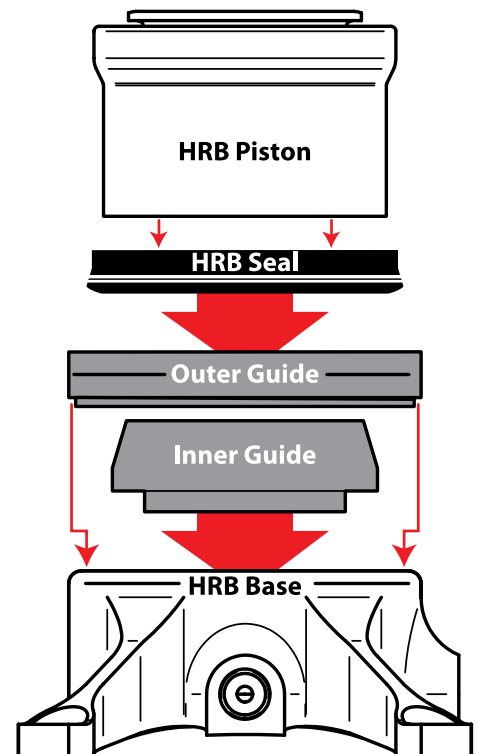 HRB Piston
HRB Seal
Outer Guide
Inner Guide
HRB Base